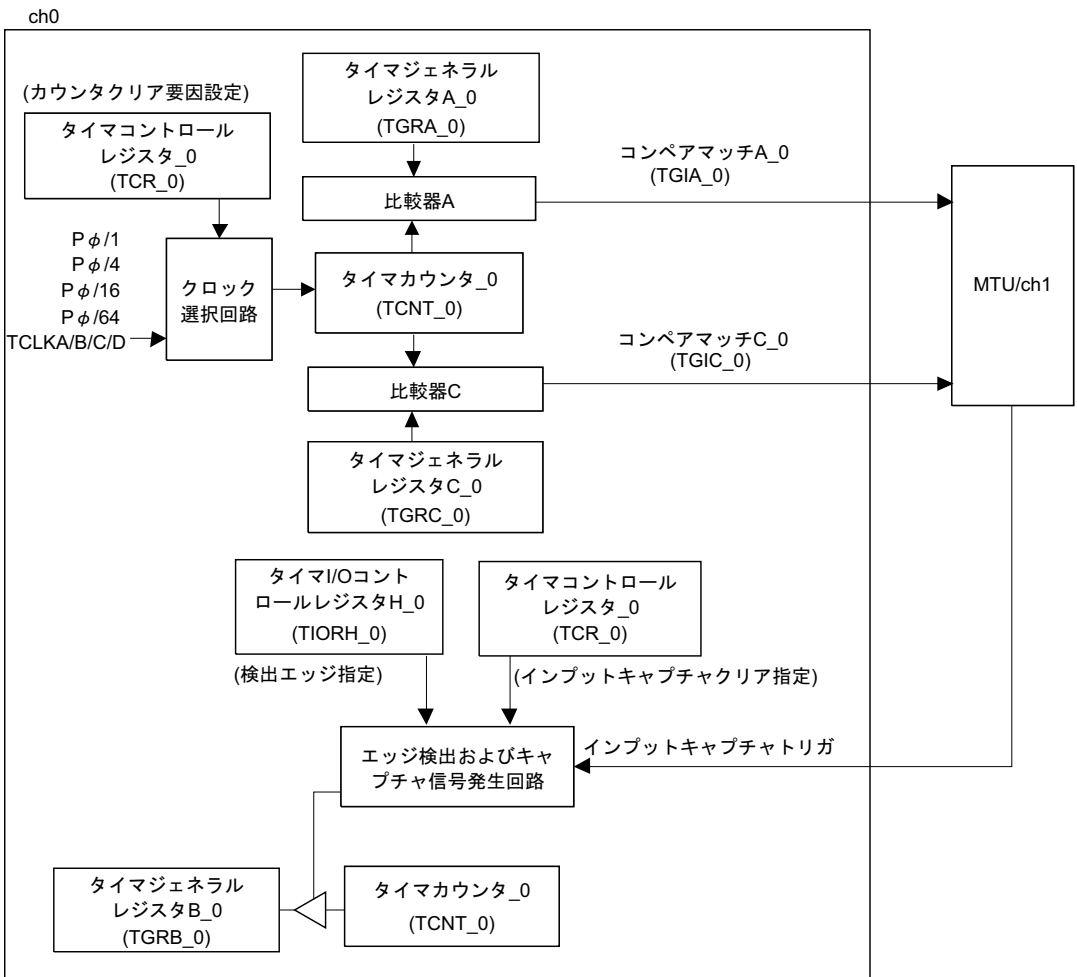 ch0
(カウンタクリア要因設定)
タイマコントロール
レジスタ_0
(TCR_0)
タイマジェネラル
レジスタA_0
(TGRA_0)
コンペアマッチA_0
(TGIA_0)
比較器A
Pφ/1
Pφ/4
Pφ/16
Pφ/64
TCLKA/B/C/D
クロック
選択回路
タイマカウンタ_0
(TCNT_0)
MTU/ch1
コンペアマッチC_0
(TGIC_0)
比較器C
タイマジェネラル
レジスタC_0
(TGRC_0)
タイマI/Oコント
ロールレジスタH_0
(TIORH_0)
(検出エッジ指定)
タイマコントロール
レジスタ_0
(TCR_0)
(インプットキャプチャクリア指定)
エッジ検出およびキャ
プチャ信号発生回路
インプットキャプチャトリガ
タイマジェネラル
レジスタB_0
(TGRB_0)
タイマカウンタ_0
(TCNT_0)